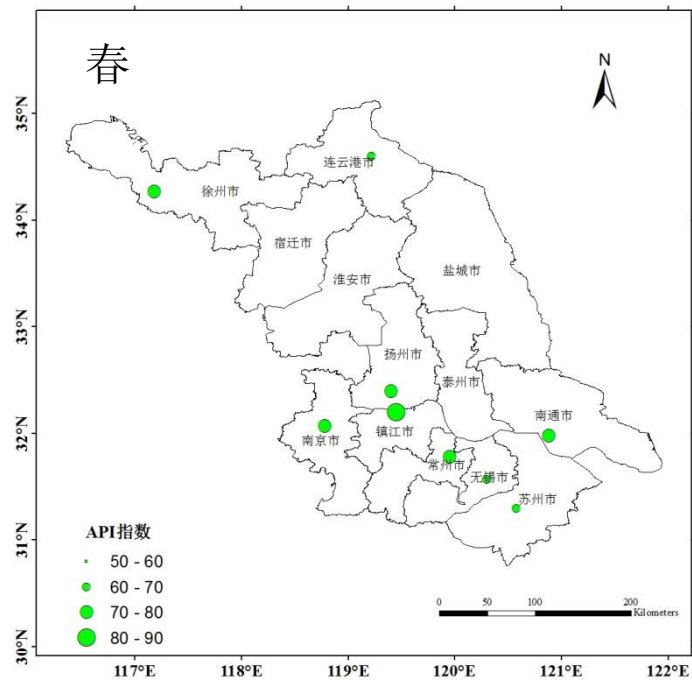 春
N
35°N
34°N
33°N
32°N
31°N
30°N
连云港市
徐州市
宿迁市
淮安市
盐城市
扬州市
泰州市
南通市
南京市
镇江市
常州市
无锡市
苏州市
API指数
50 - 60
60 - 70
70 - 80
80 - 90
0 50 100 200
Kilometers
117°E 118°E 119°E 120°E 121°E 122°E